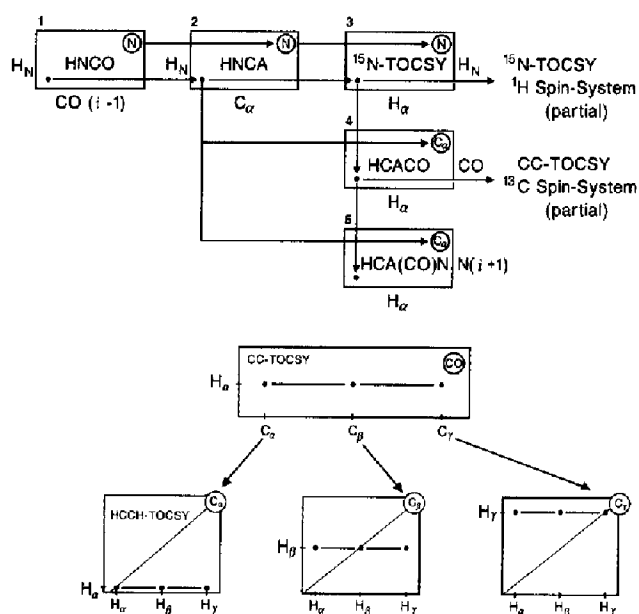 1
2
3
N
N
N
HNCO
HNCA
¹⁵N-TOCSY
H_N
H_N
H_N
¹⁵N-TOCSY
¹H Spin-System
(partial)
CO (i -1)
C_α
H_α
4
C_α
HCACO
CO
CC-TOCSY
¹³C Spin-System
(partial)
H_α
5
C_α
HCA(CO)N
N(i +1)
H_α
CC-TOCSY
CO
H_α
C_α
C_β
C_γ
HCCH-TOCSY
C_α
C_β
C_γ
H_α
H_β
H_γ
H_α H_β H_γ
H_α H_β H_γ
H_α H_β H_γ